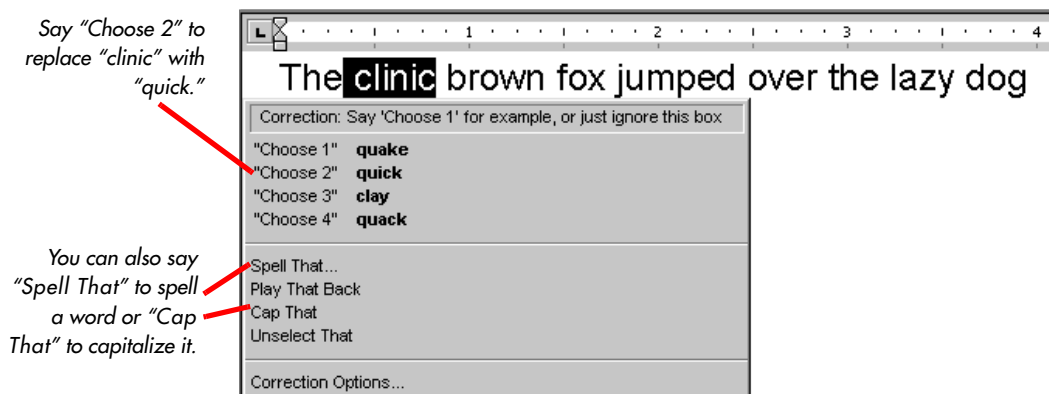 Say “Choose 2” to
replace “clinic” with
“quick.”
1 2 3 4
The clinic brown fox jumped over the lazy dog
Correction: Say 'Choose 1' for example, or just ignore this box
"Choose 1" quake
"Choose 2" quick
"Choose 3" clay
"Choose 4" quack
You can also say
“Spell That” to spell
a word or “Cap
That” to capitalize it.
Spell That...
Play That Back
Cap That
Unselect That
Correction Options...